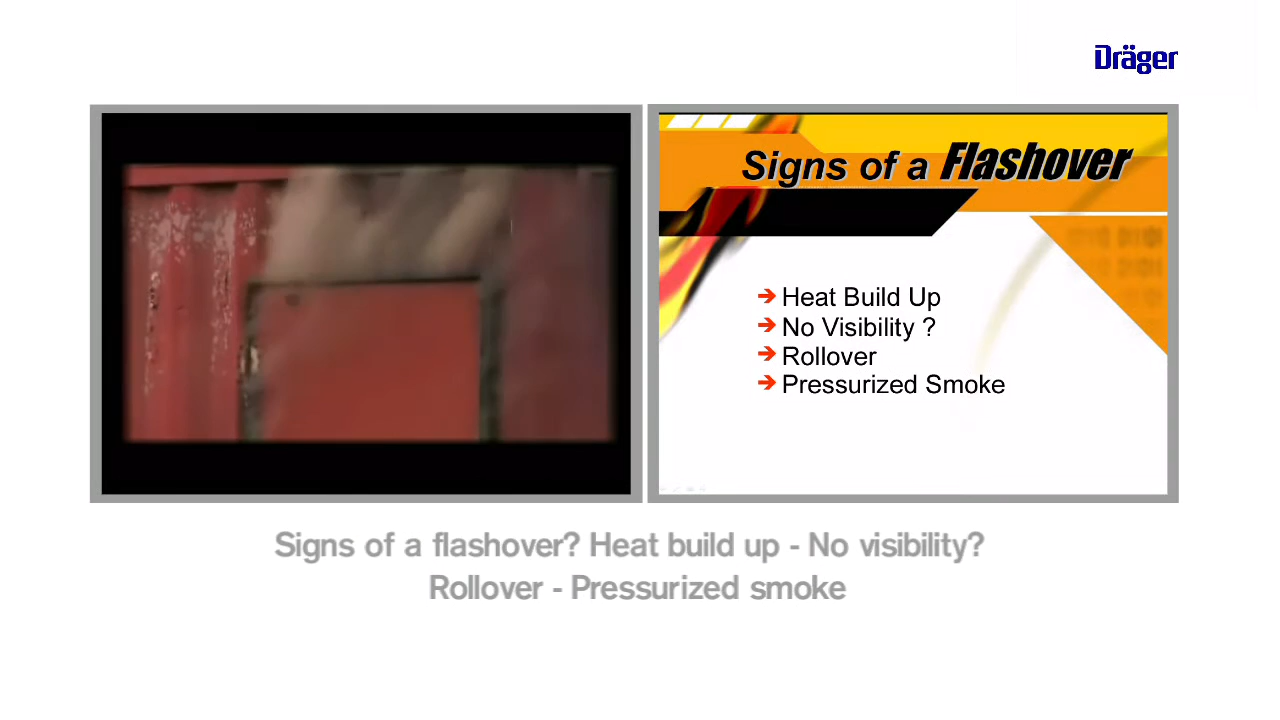 Dräger
Signs of a Flashover
Heat Build Up
No Visibility ?
Rollover
Pressurized Smoke
Signs of a flashover? Heat build up - No visibility?
Rollover - Pressurized smoke